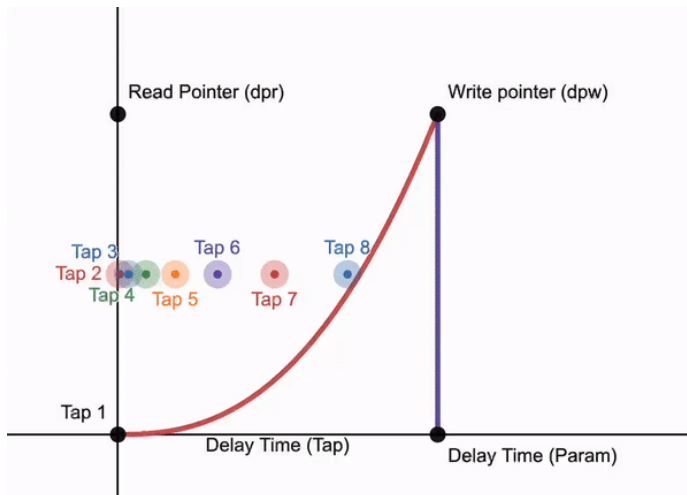 Read Pointer (dpr)
Write pointer (dpw)
Tap 3
Tap 6
Tap 8
Tap 2
Tap 4
Tap 5
Tap 7
Tap 1
Delay Time (Tap)
Delay Time (Param)